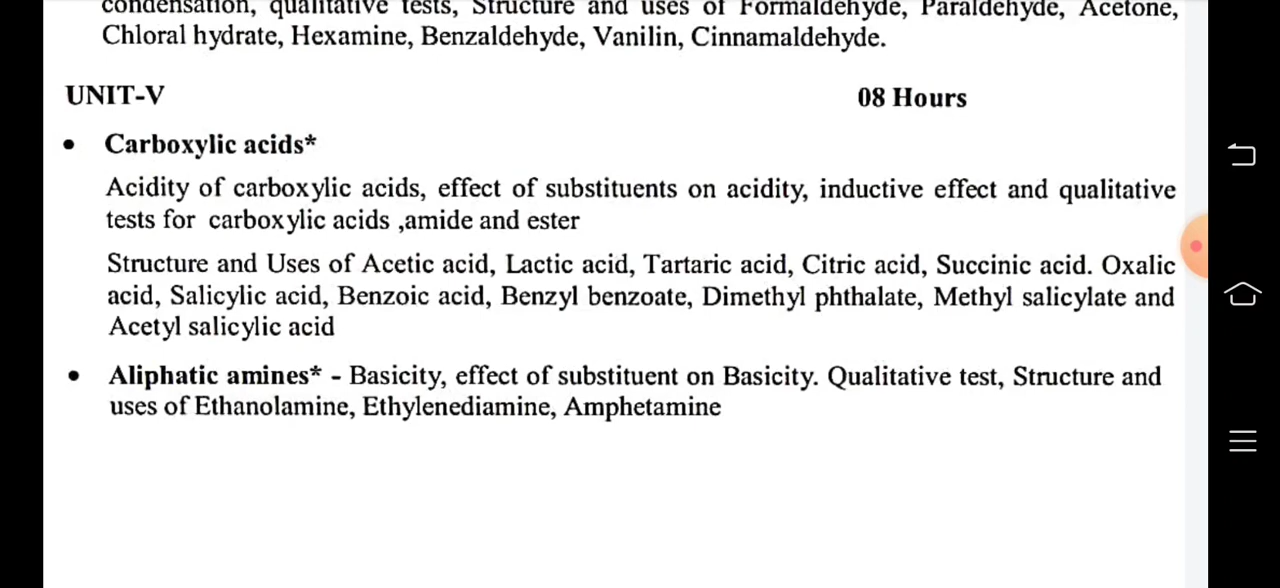 condensation, qualitative tests, Structure and uses of Formaldehyde, Paraldehyde, Acetone,
Chloral hydrate, Hexamine, Benzaldehyde, Vanilin, Cinnamaldehyde.
UNIT-V 08 Hours
• Carboxylic acids*
Acidity of carboxylic acids, effect of substituents on acidity, inductive effect and qualitative
tests for carboxylic acids ,amide and ester
Structure and Uses of Acetic acid, Lactic acid, Tartaric acid, Citric acid, Succinic acid. Oxalic
acid, Salicylic acid, Benzoic acid, Benzyl benzoate, Dimethyl phthalate, Methyl salicylate and
Acetyl salicylic acid
• Aliphatic amines* - Basicity, effect of substituent on Basicity. Qualitative test, Structure and
uses of Ethanolamine, Ethylenediamine, Amphetamine